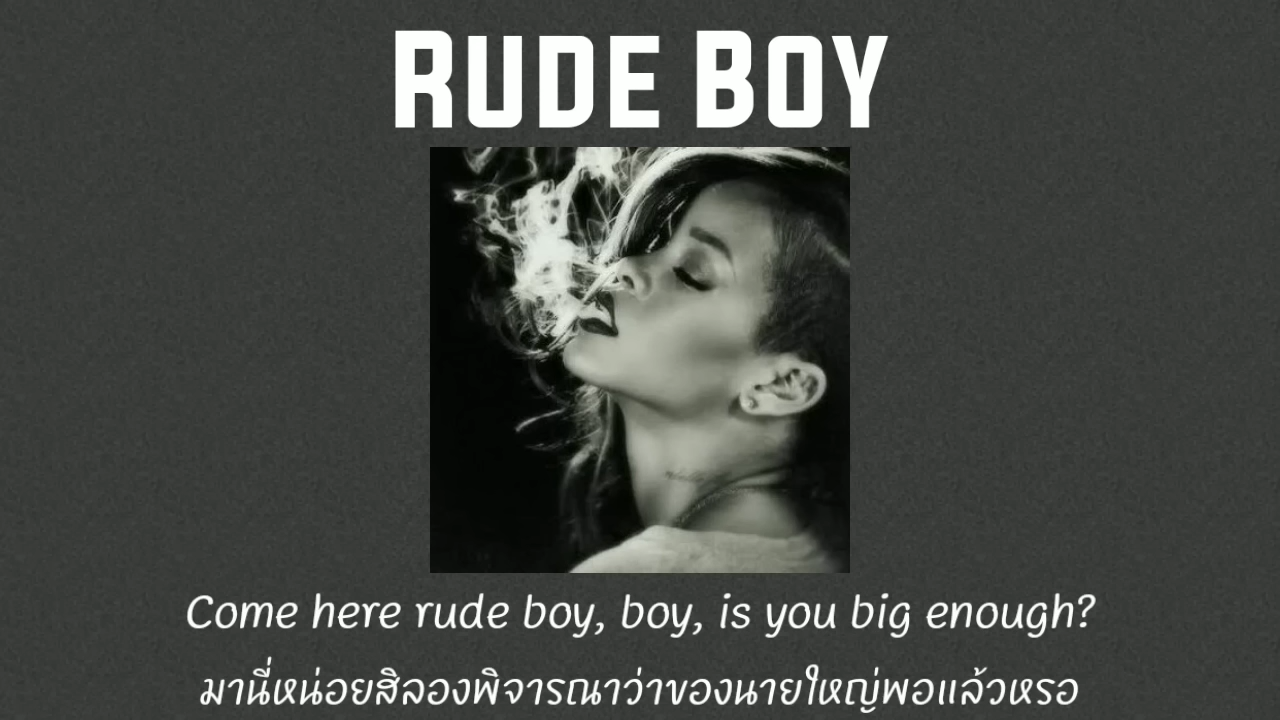 RUDE BOY
Come here rude boy, boy, is you big enough?
มานี่หน่อยสิลองพิจารณาว่าของนายใหญ่พอแล้วหรอ